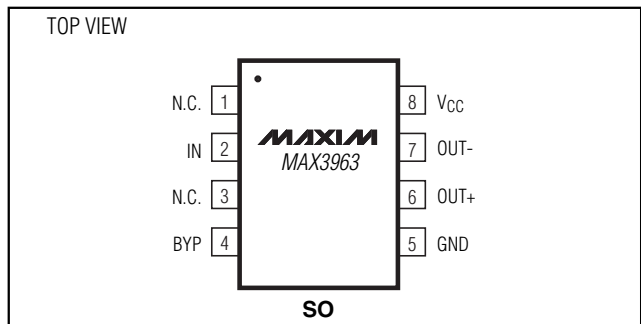 TOP VIEW
N.C. 1
IN 2
N.C. 3
BYP 4
MAXIM
MAX3963
8 VCC
7 OUT-
6 OUT+
5 GND
SO